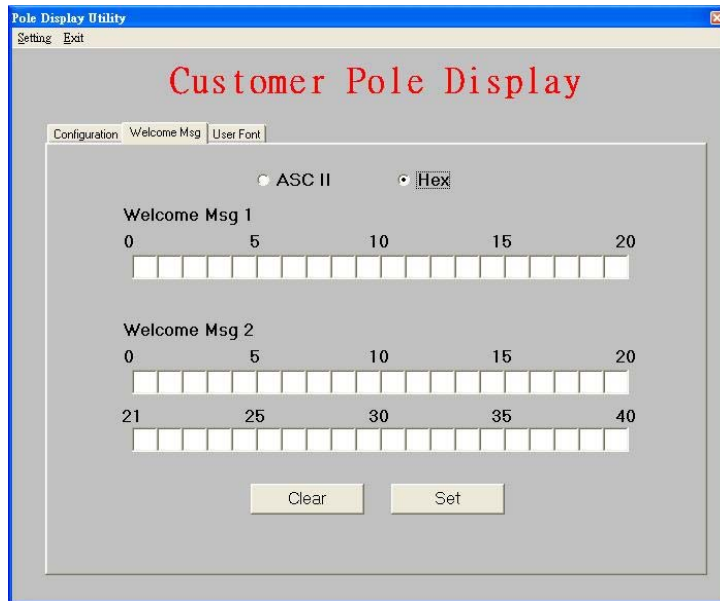 Pole Display Utility
Setting Exit
Customer Pole Display
Configuration Welcome Msg User Font
ASC II Hex
Welcome Msg 1
0 5 10 15 20
Welcome Msg 2
0 5 10 15 20
21 25 30 35 40
Clear Set